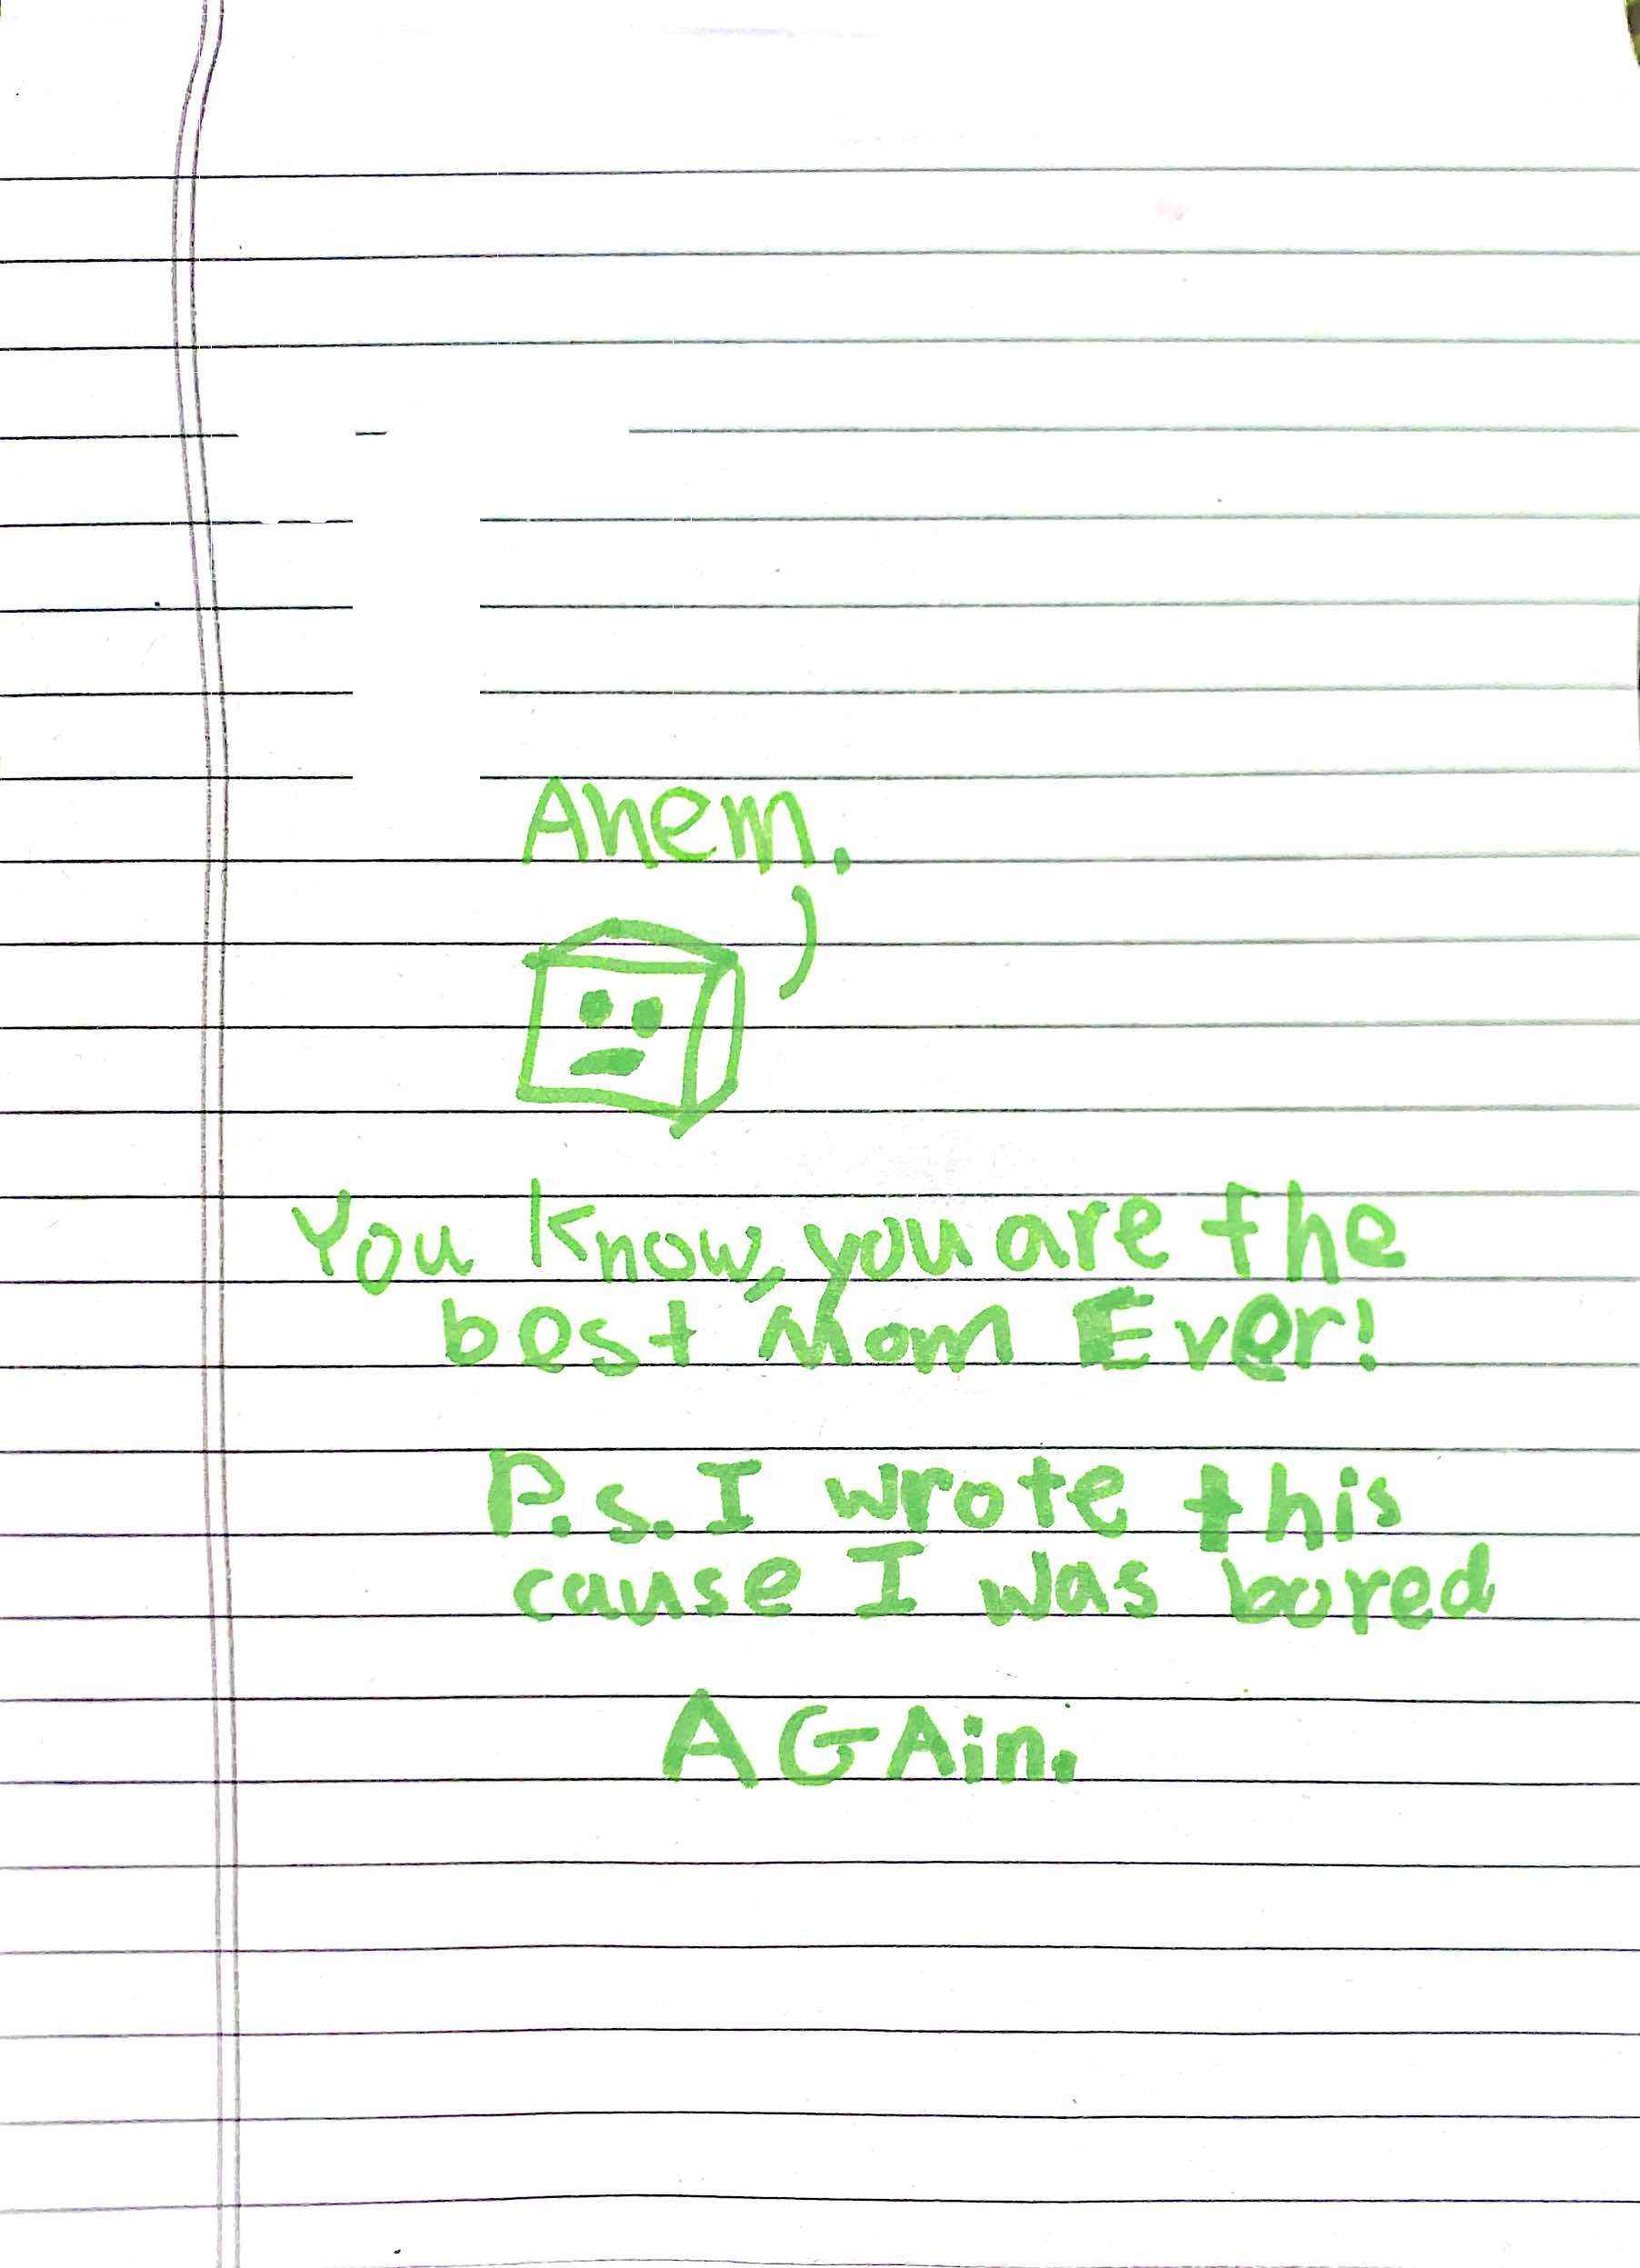 Ahem.
You know, you are the
best Mom Ever!
P.s. I wrote this
cause I was bored
AGAin.